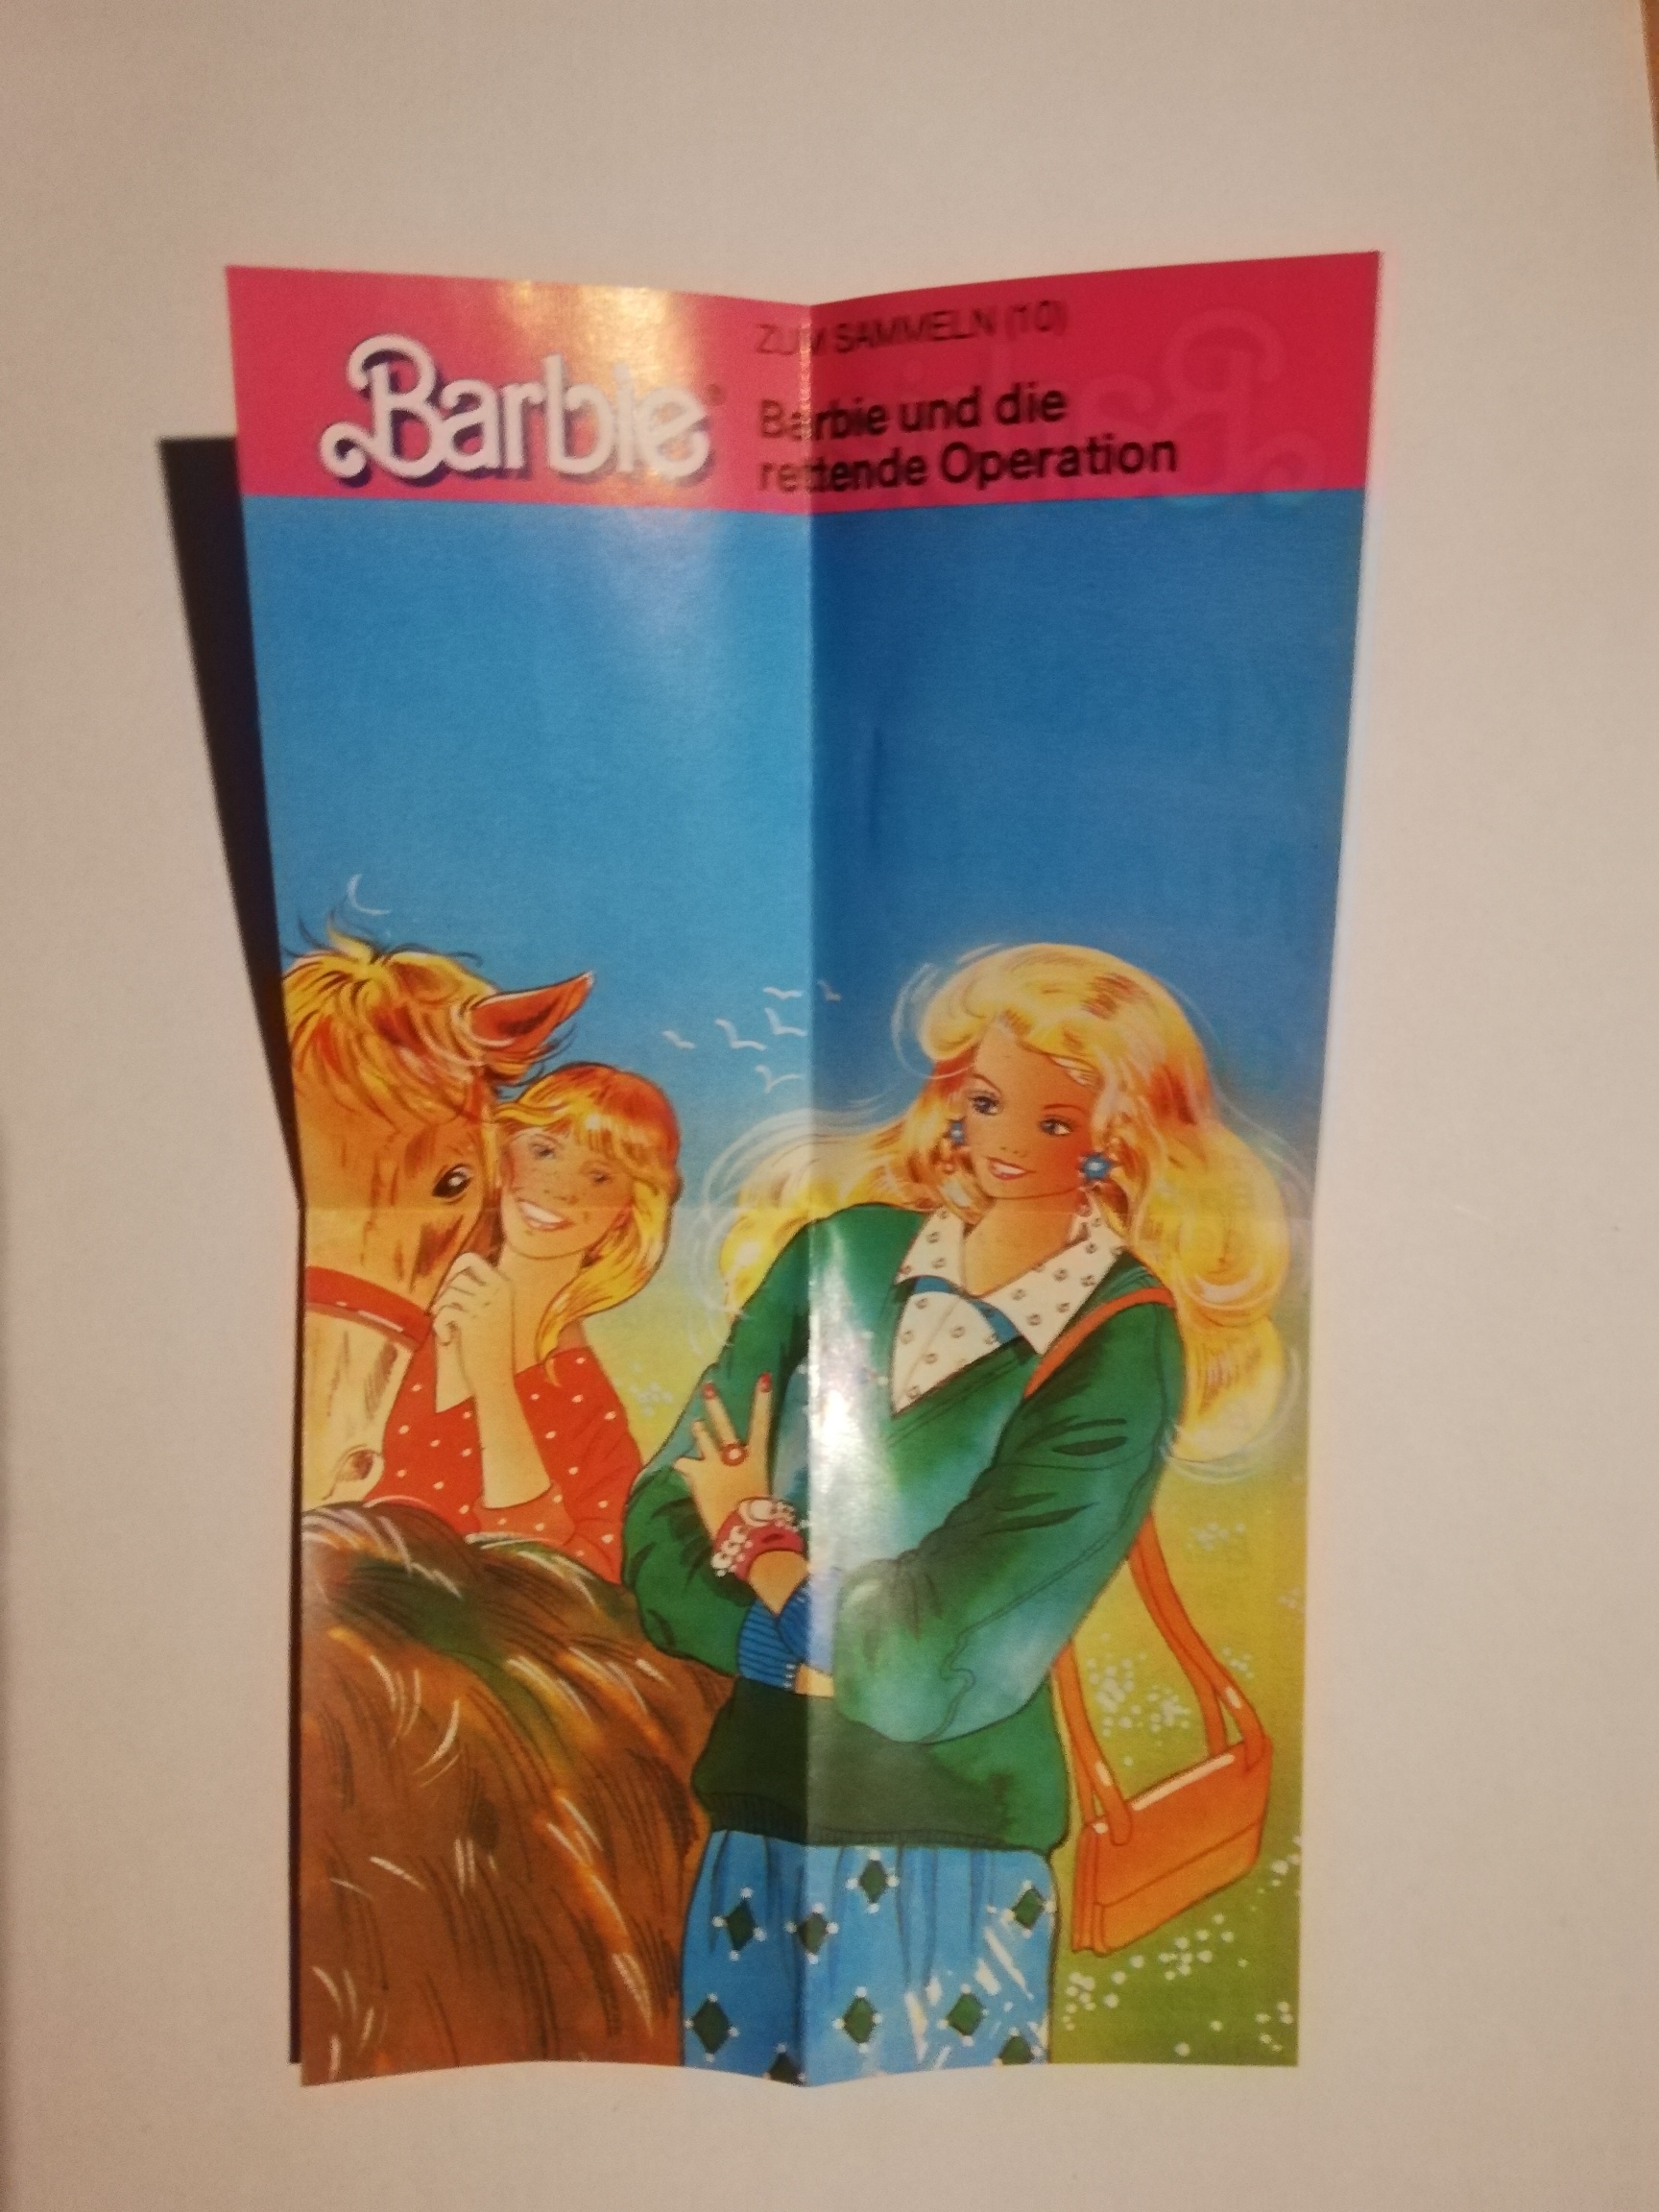 Barbie®
ZUM SAMMELN (10)
Barbie und die
rettende Operation